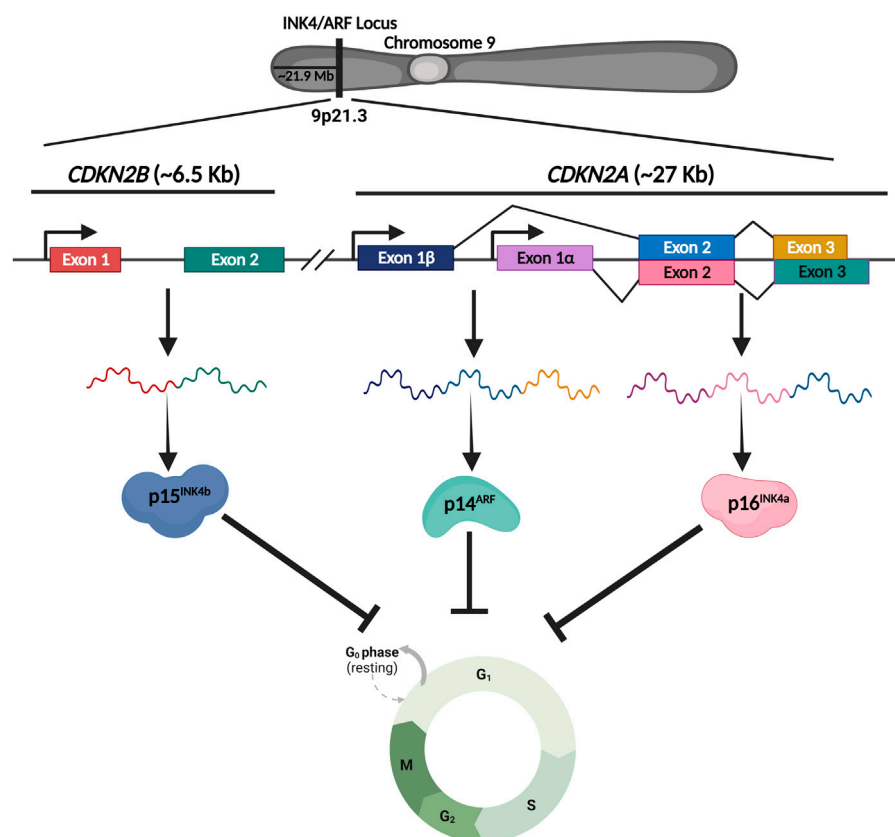 INK4/ARF Locus
Chromosome 9
~21.9 Mb
9p21.3
CDKN2B (~6.5 Kb)
CDKN2A (~27 Kb)
Exon 1
Exon 2
Exon 1β
Exon 1α
Exon 2
Exon 3
Exon 2
Exon 3
p15INK4b
p14ARF
p16INK4a
G₀ phase
(resting)
G₁
M
S
G₂